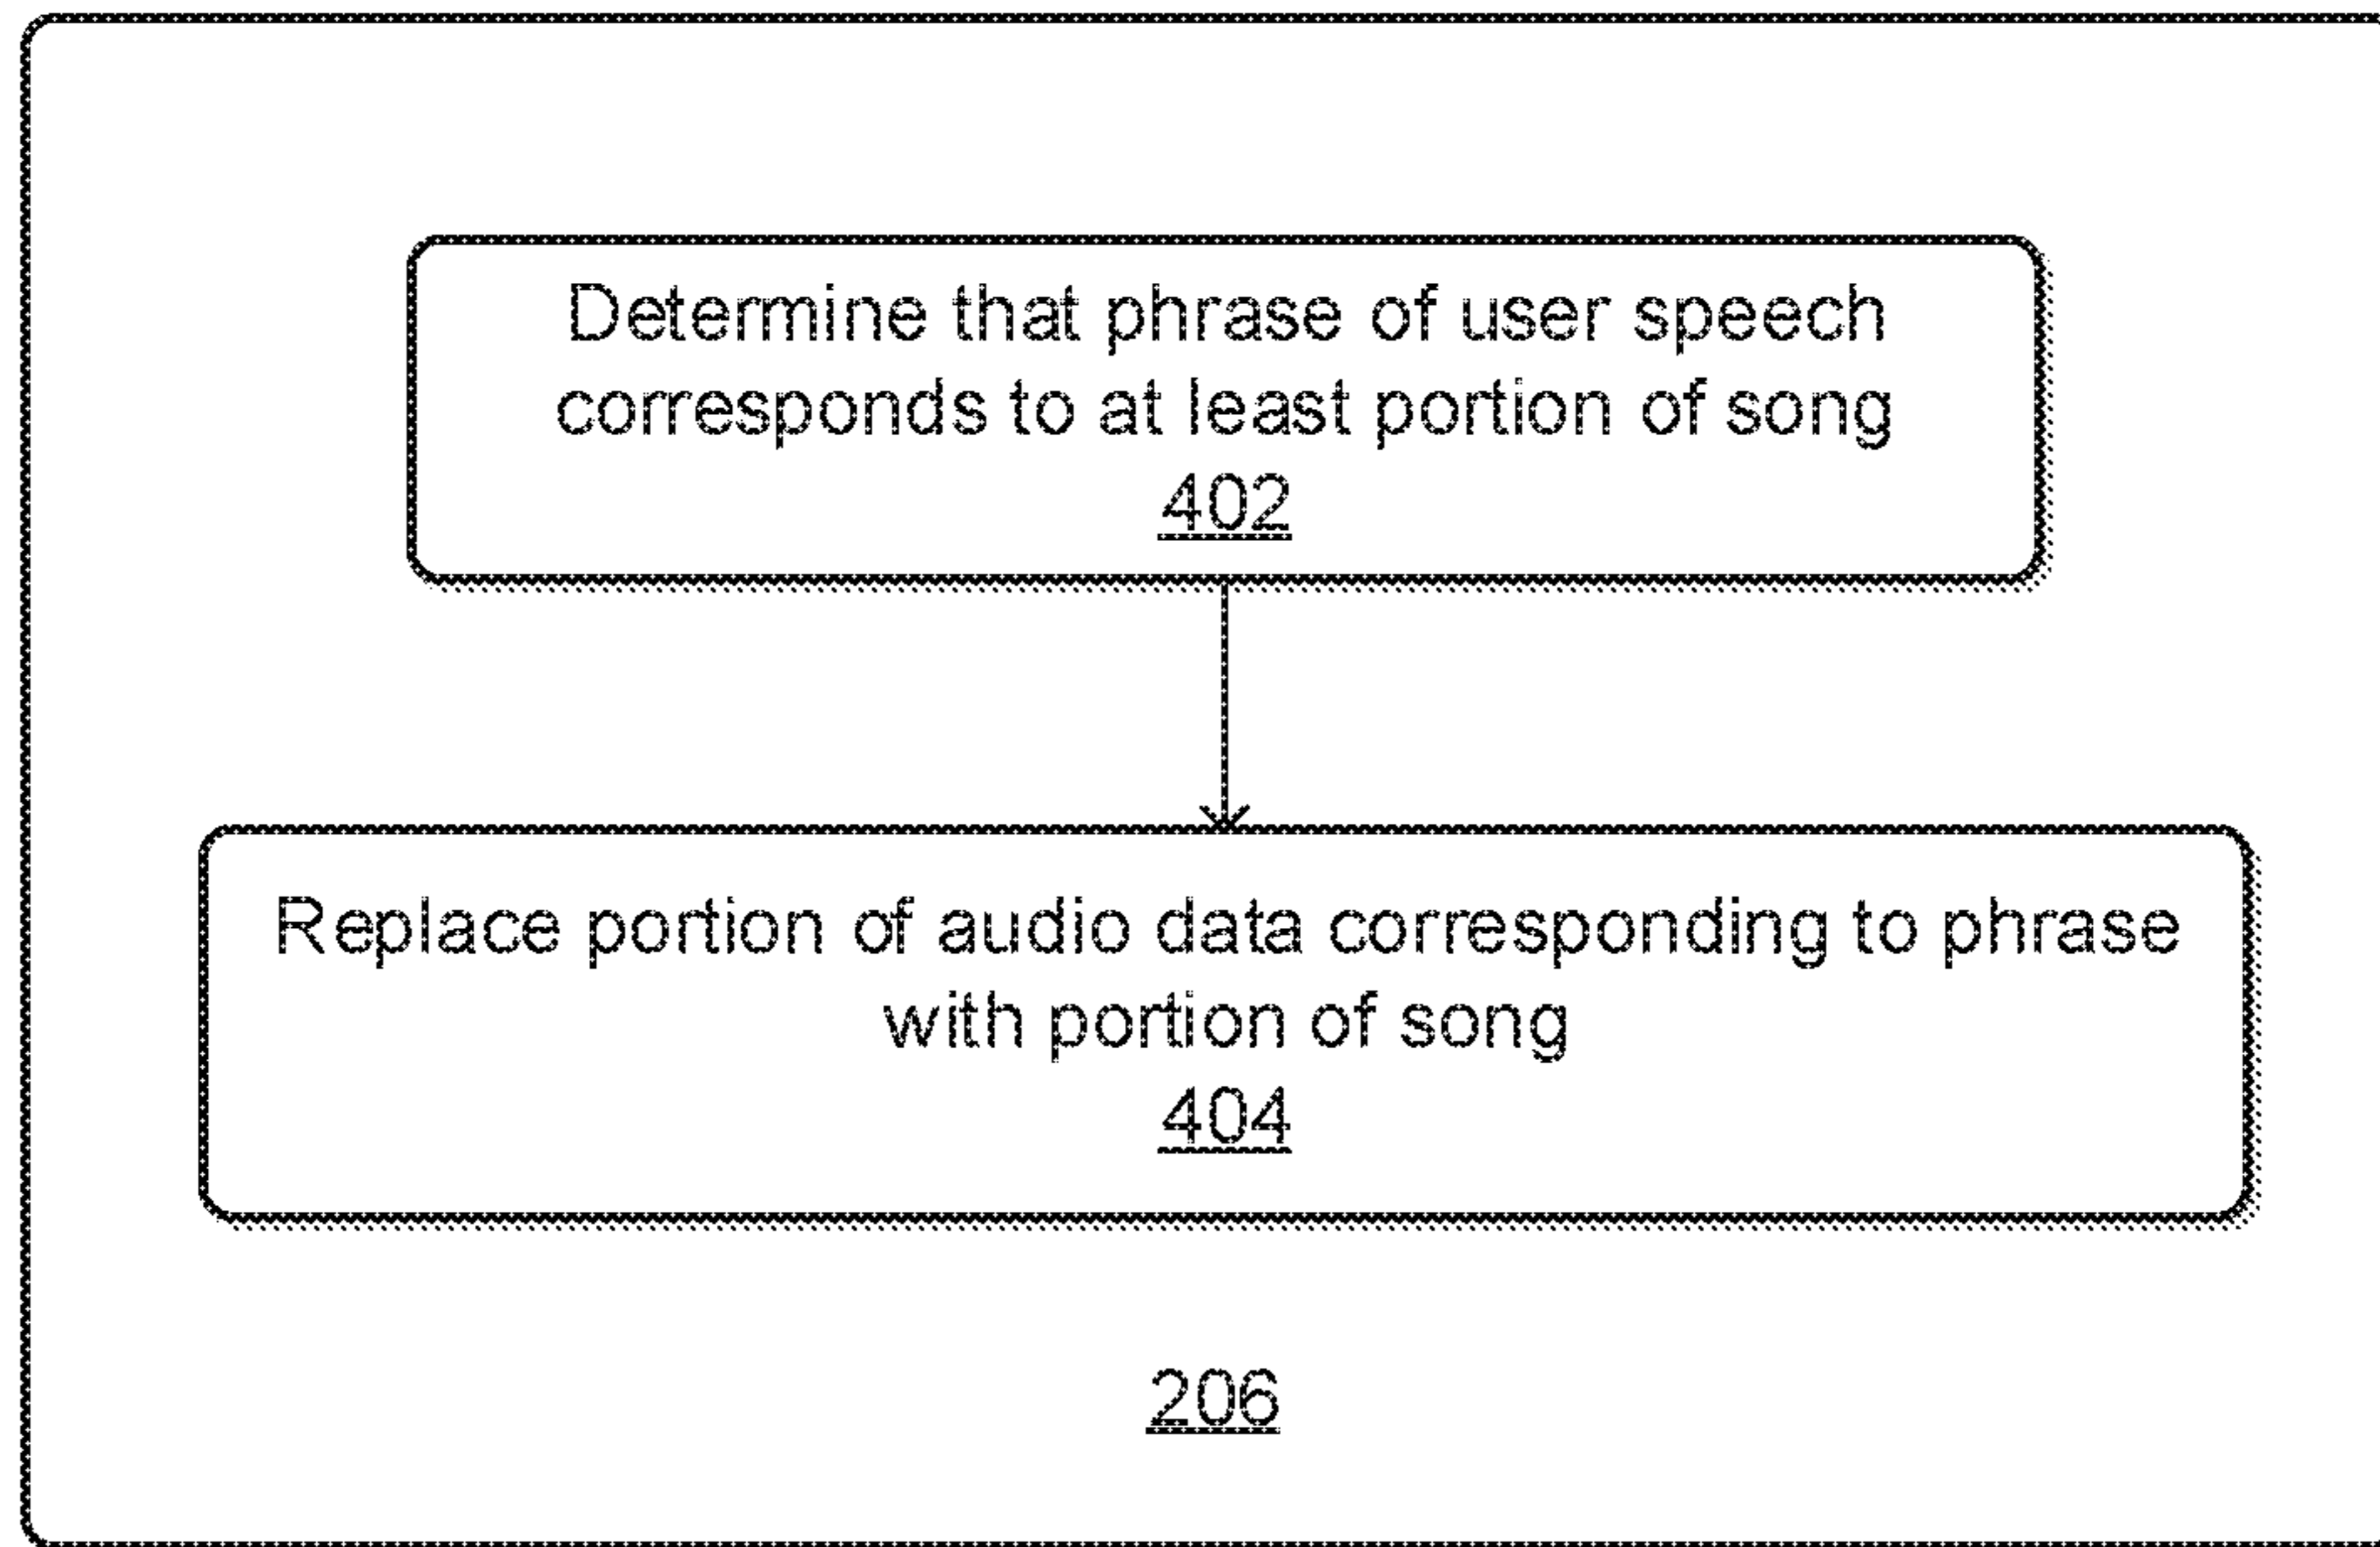 Determine that phrase of user speech
corresponds to at least portion of song
402
Replace portion of audio data corresponding to phrase
with portion of song
404
206